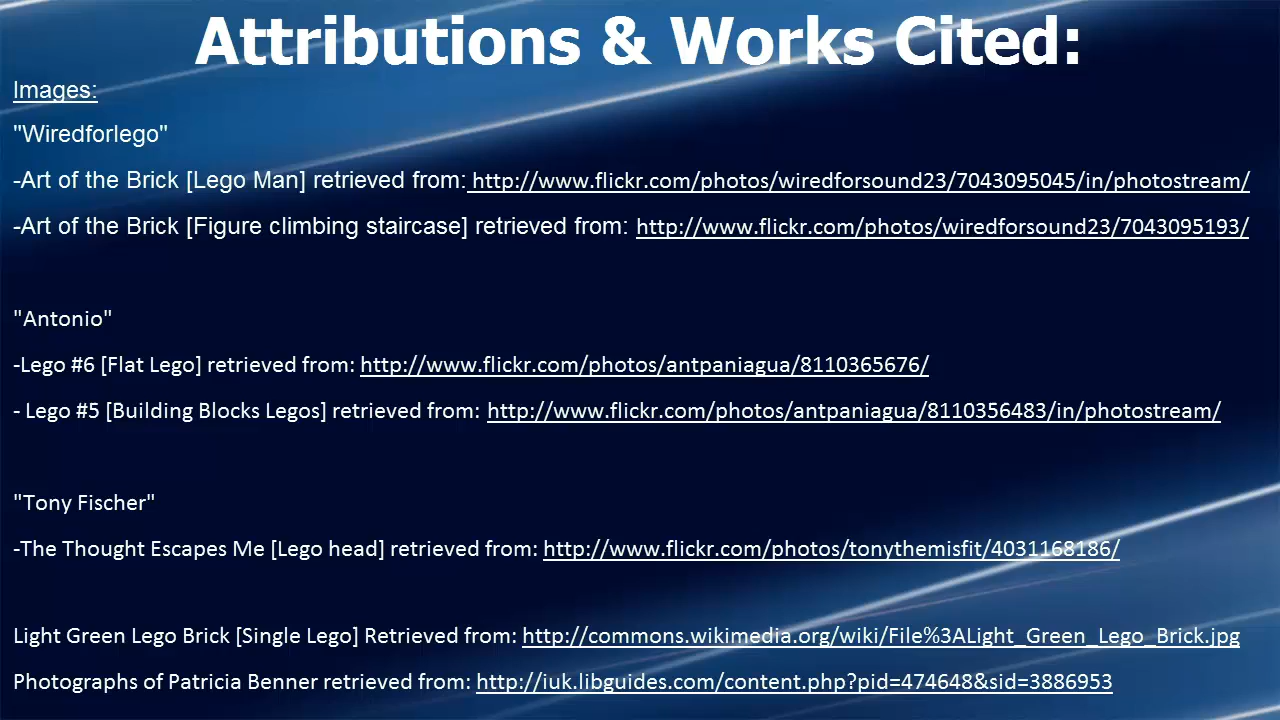 Attributions & Works Cited:
Images:
"Wiredforlego"
-Art of the Brick [Lego Man] retrieved from: http://www.flickr.com/photos/wiredforsound23/7043095045/in/photostream/
-Art of the Brick [Figure climbing staircase] retrieved from: http://www.flickr.com/photos/wiredforsound23/7043095193/
"Antonio"
-Lego #6 [Flat Lego] retrieved from: http://www.flickr.com/photos/antpaniagua/8110365676/
- Lego #5 [Building Blocks Legos] retrieved from: http://www.flickr.com/photos/antpaniagua/8110356483/in/photostream/
"Tony Fischer"
-The Thought Escapes Me [Lego head] retrieved from: http://www.flickr.com/photos/tonythemisfit/4031168186/
Light Green Lego Brick [Single Lego] Retrieved from: http://commons.wikimedia.org/wiki/File%3ALight_Green_Lego_Brick.jpg
Photographs of Patricia Benner retrieved from: http://iuk.libguides.com/content.php?pid=474648&sid=3886953